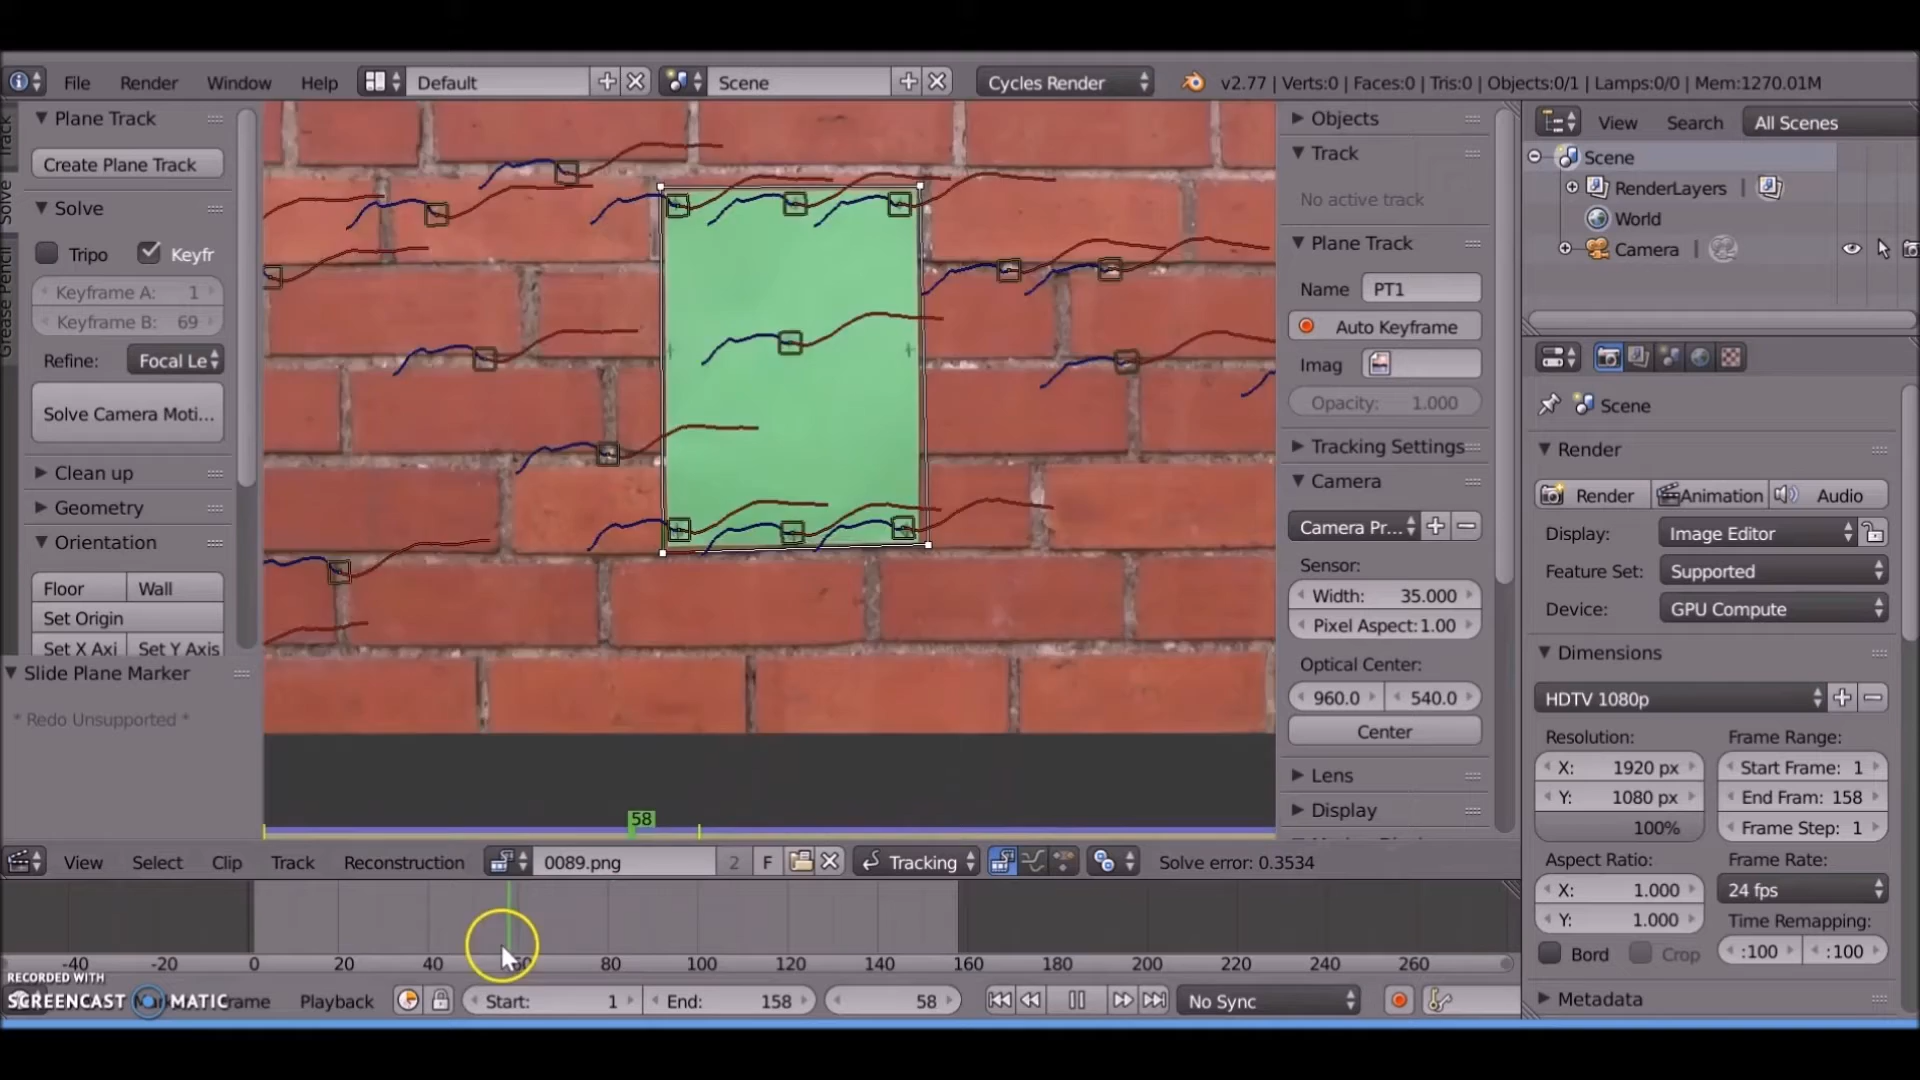 File Render Window Help Default Scene Cycles Render v2.77 | Verts:0 | Faces:0 | Tris:0 | Objects:0/1 | Lamps:0/0 | Mem:1270.01M
Track
Solve
Grease Pencil
Plane Track
Create Plane Track
Solve
Tripo Keyfr
Keyframe A: 1
Keyframe B: 69
Refine: Focal Le
Solve Camera Moti...
Clean up
Geometry
Orientation
Floor Wall
Set Origin
Set X Axi Set Y Axis
Slide Plane Marker
* Redo Unsupported *
58
Objects
Track
No active track
Plane Track
Name PT1
Auto Keyframe
Imag
Opacity: 1.000
Tracking Settings
Camera
Camera Pr...
Sensor:
Width: 35.000
Pixel Aspect:1.00
Optical Center:
960.0 540.0
Center
Lens
Display
View Search All Scenes
Scene
RenderLayers |
World
Camera |
Scene
Render
Render Animation Audio
Display: Image Editor
Feature Set: Supported
Device: GPU Compute
Dimensions
HDTV 1080p
Resolution: Frame Range:
X: 1920 px Start Frame: 1
Y: 1080 px End Fram: 158
100% Frame Step: 1
Aspect Ratio: Frame Rate:
X: 1.000 24 fps
Y: 1.000 Time Remapping:
Bord Crop :100 :100
Metadata
View Select Clip Track Reconstruction 0089.png 2 F Tracking Solve error: 0.3534
-40 -20 0 20 40 60 80 100 120 140 160 180 200 220 240 260
RECORDED WITH
SCREENCAST MATIC
Frame Playback Start: 1 End: 158 58 No Sync